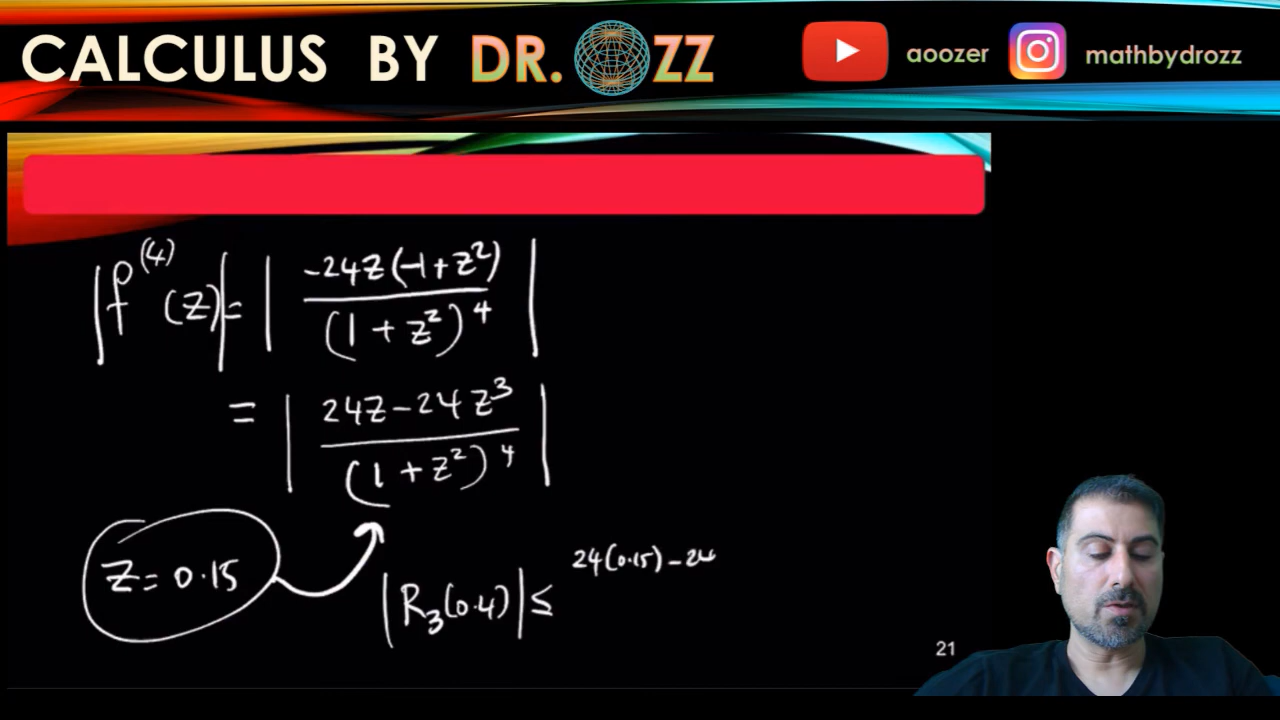 CALCULUS BY DR. ZZ
aoozer
mathbydrozz
|f^(4)(z)| = | -24z(-1+z²) / (1+z²)^4 |
= | 24z-24z³ / (1+z²)^4 |
z=0.15
|R₃(0.4)| ≤ 24(0.15)-24
21